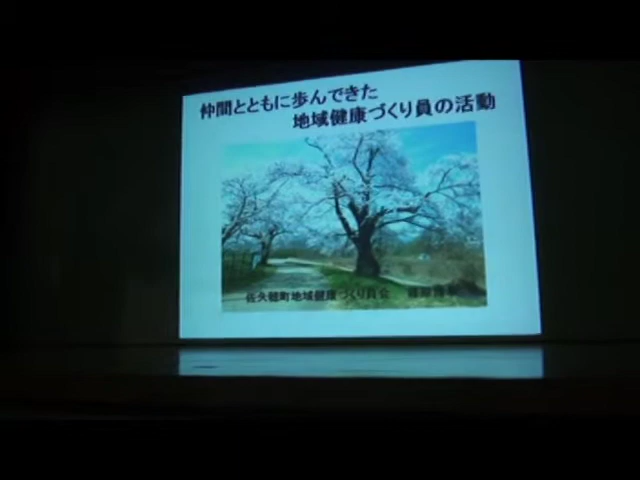 仲間とともに歩んできた
地域健康づくり員の活動
佐久穂町地域健康づくり員会